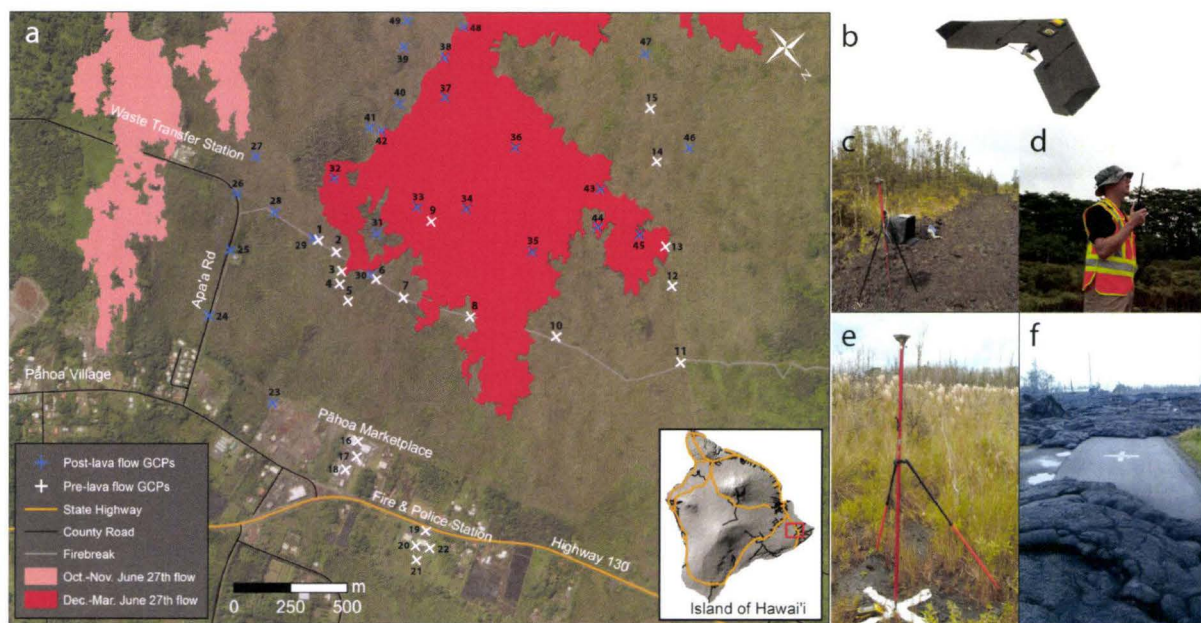 a
49
48
47
38
39
37
40
15
41
42
36
46
14
27
Waste Transfer Station
32
43
26
28
33
34
9
44
31
45
1
29
2
13
25
35
3
30
6
12
4
5
7
8
24
10
Apa'a Rd
11
Pāhoa Village
23
Pāhoa Marketplace
16
17
18
Fire & Police Station
19
20
22
21
Highway 130
Post-lava flow GCPs
Pre-lava flow GCPs
State Highway
County Road
Firebreak
Oct.-Nov. June 27th flow
Dec.-Mar. June 27th flow
0 250 500 m
Island of Hawai'i
N
b
c
d
e
f